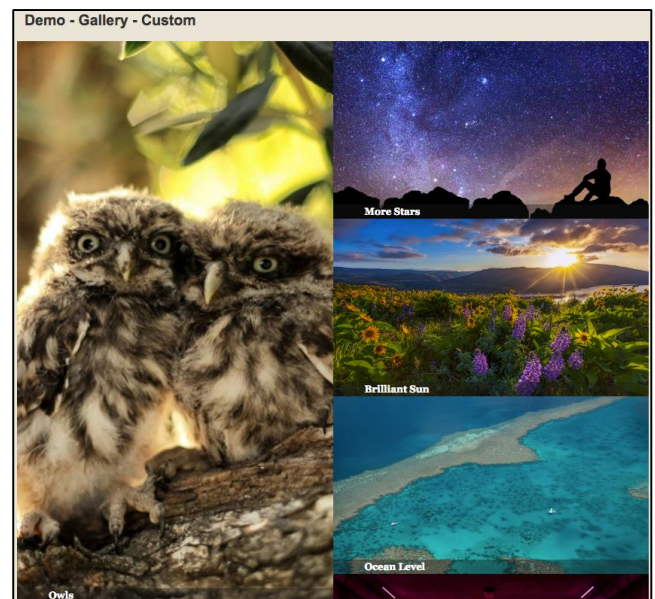 Demo - Gallery - Custom
More Stars
Brilliant Sun
Ocean Level
Owls